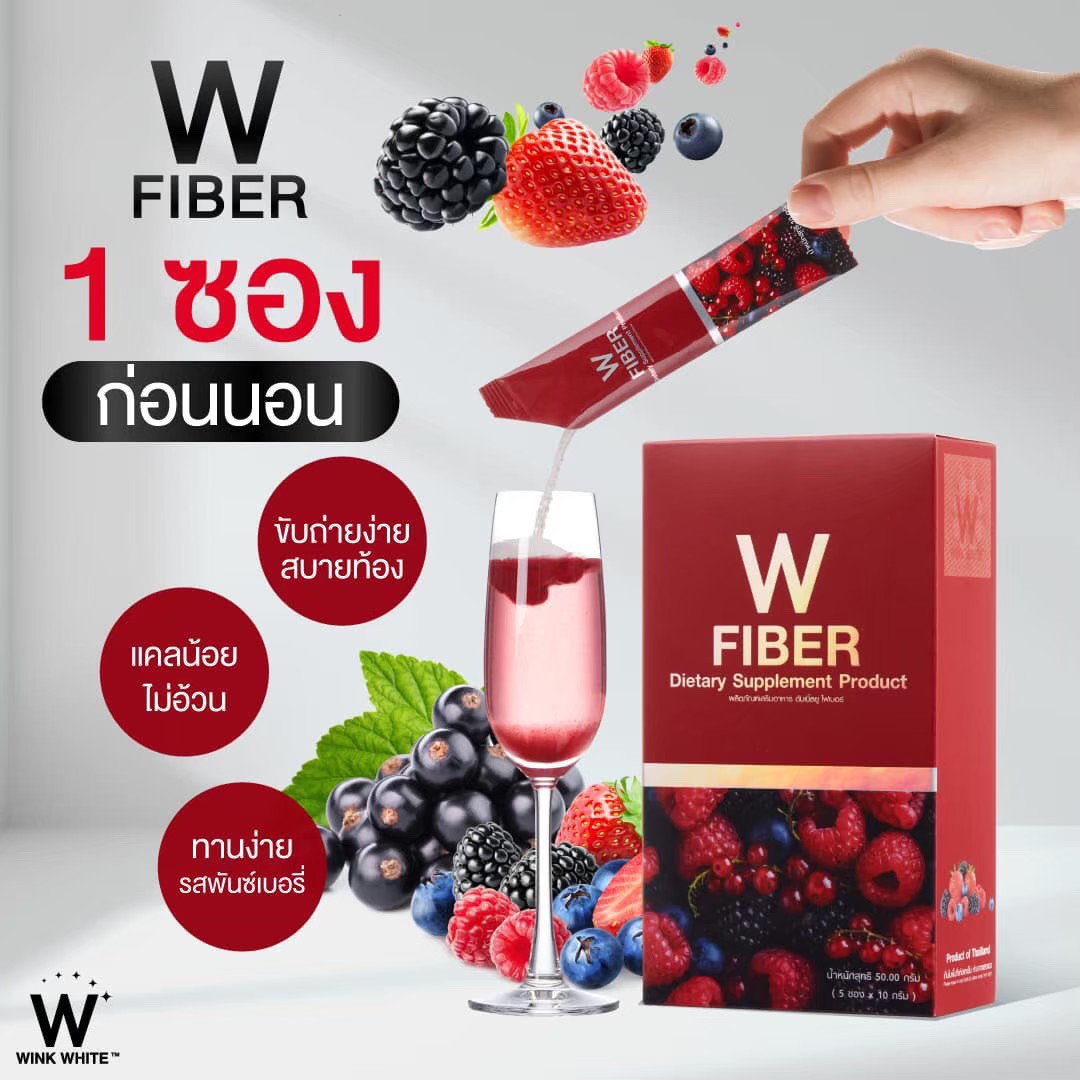 W
FIBER
1 ซอง
ก่อนนอน
ขับถ่ายง่าย
สบายท้อง
แคลน้อย
ไม่อ้วน
ทานง่าย
รสพันซ์เบอรี่
W
FIBER
W
FIBER
Dietary Supplement Product
ผลิตภัณฑ์เสริมอาหาร ดับเบิ้ลยู ไฟเบอร์
น้ำหนักสุทธิ 50.00 กรัม
( 5 ซอง x 10 กรัม )
W
Product of Thailand
W
WINK WHITE™